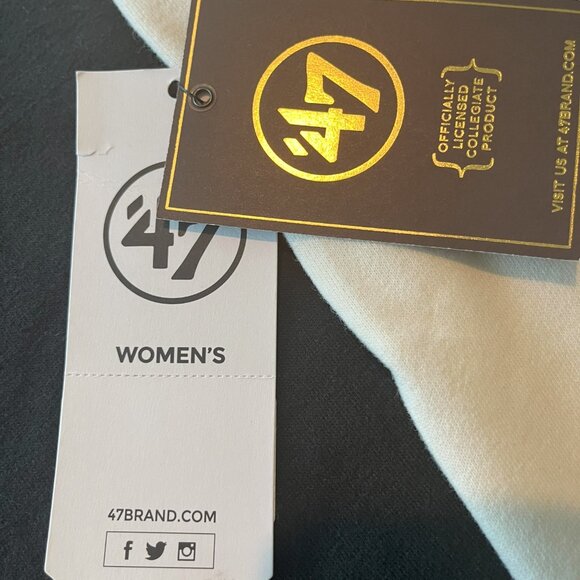 '47
{ OFFICIALLY
LICENSED
COLLEGIATE
PRODUCT }
VISIT US AT 47BRAND.COM
'47
WOMEN'S
47BRAND.COM
f